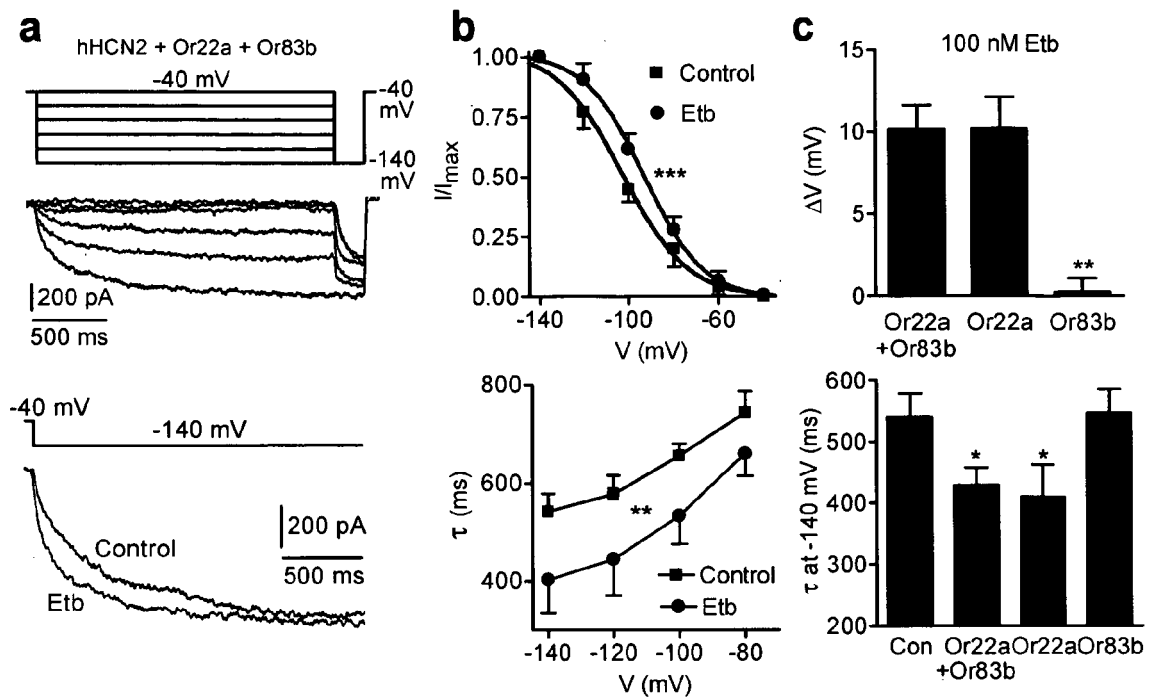 a
hHCN2 + Or22a + Or83b
-40 mV
-40
mV
-140
mV
200 pA
500 ms
-40 mV
-140 mV
Control
Etb
200 pA
500 ms
b
1.00
0.75
0.50
0.25
0.00
I/Imax
Control
Etb
***
-140
-100
-60
V (mV)
800
600
400
τ (ms)
**
Control
Etb
-140
-120
-100
-80
V (mV)
c
100 nM Etb
15
10
5
0
ΔV (mV)
**
Or22a
+Or83b
Or22a
Or83b
600
500
400
300
200
τ at -140 mV (ms)
*
*
Con
Or22a
+Or83b
Or22a
Or83b